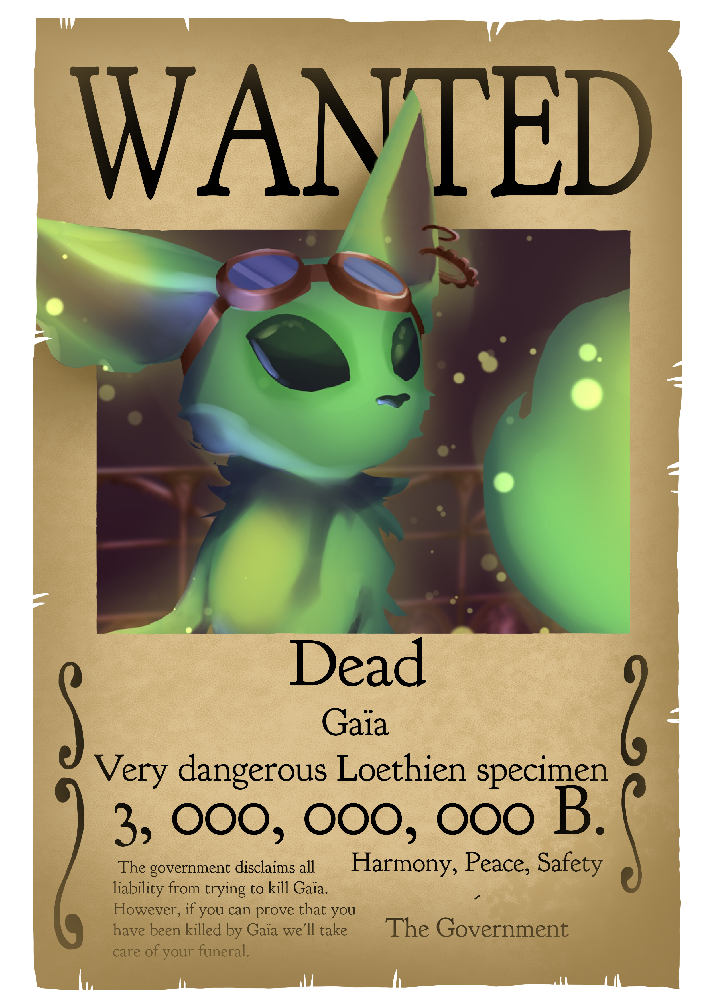 WANTED
Dead
Gaïa
Very dangerous Loethien specimen
3, 000, 000, 000 B.
The government disclaims all
liability from trying to kill Gaïa.
However, if you can prove that you
have been killed by Gaïa we'll take
care of your funeral.
Harmony, Peace, Safety
The Government